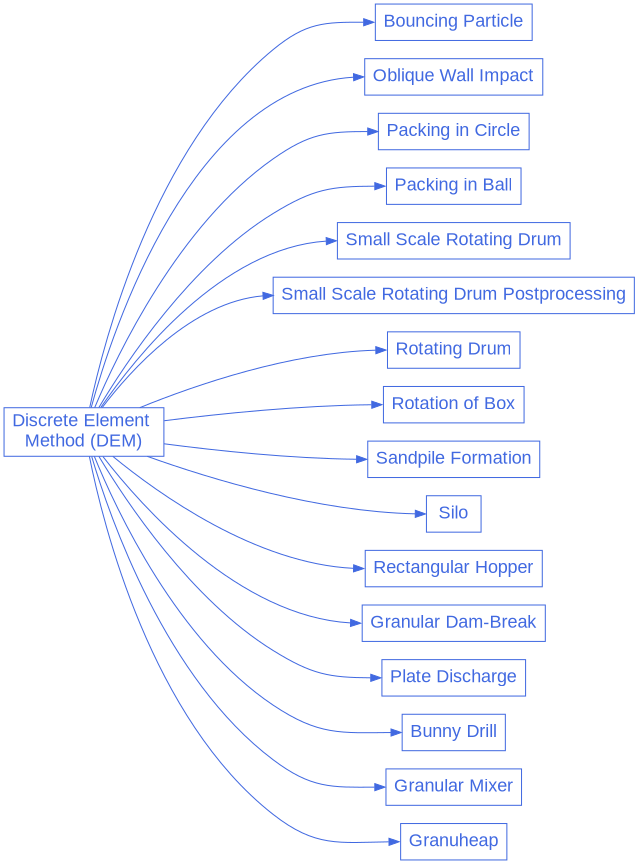 Bouncing Particle
Oblique Wall Impact
Packing in Circle
Packing in Ball
Small Scale Rotating Drum
Small Scale Rotating Drum Postprocessing
Rotating Drum
Rotation of Box
Discrete Element
Method (DEM)
Sandpile Formation
Silo
Rectangular Hopper
Granular Dam-Break
Plate Discharge
Bunny Drill
Granular Mixer
Granuheap